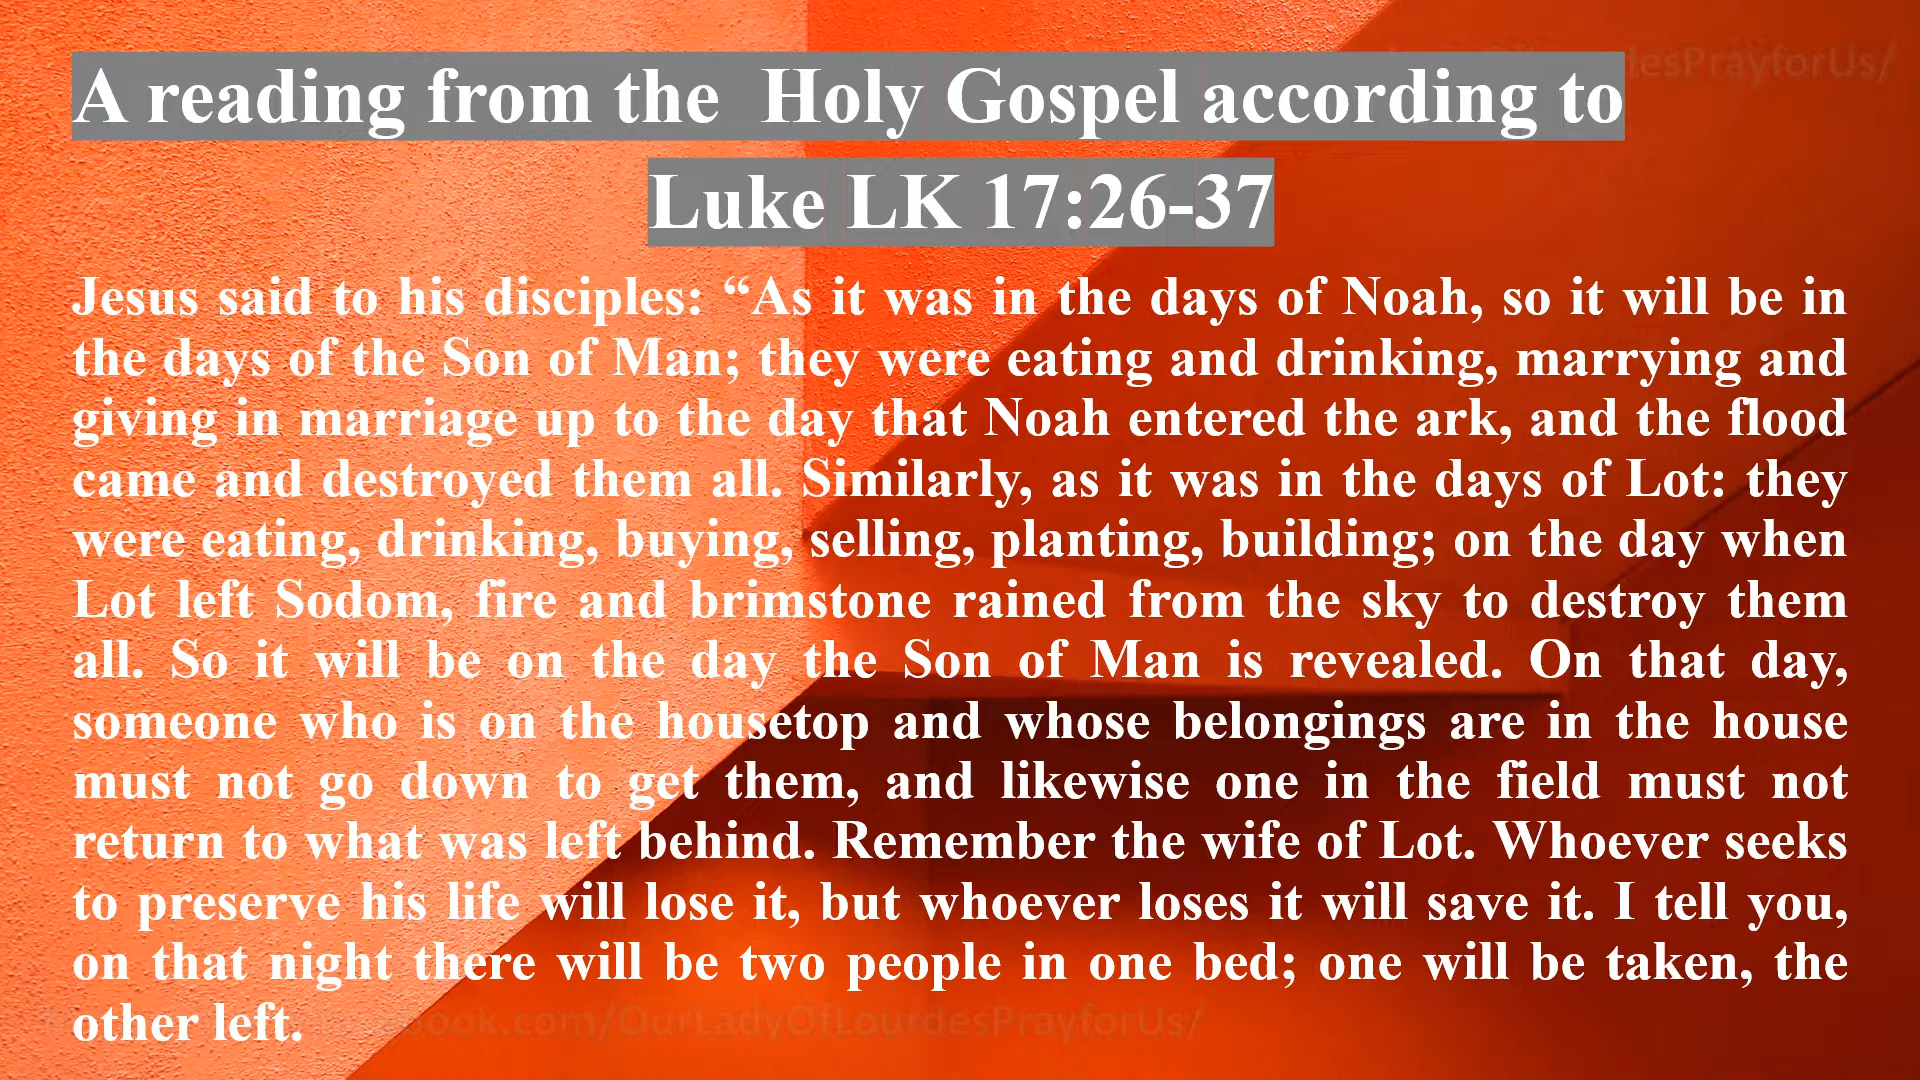 desPrayforUs/
A reading from the  Holy Gospel according to
Luke LK 17:26-37
Jesus said to his disciples: “As it was in the days of Noah, so it will be in
the days of the Son of Man; they were eating and drinking, marrying and
giving in marriage up to the day that Noah entered the ark, and the flood
came and destroyed them all. Similarly, as it was in the days of Lot: they
were eating, drinking, buying, selling, planting, building; on the day when
Lot left Sodom, fire and brimstone rained from the sky to destroy them
all. So it will be on the day the Son of Man is revealed. On that day,
someone who is on the housetop and whose belongings are in the house
must not go down to get them, and likewise one in the field must not
return to what was left behind. Remember the wife of Lot. Whoever seeks
to preserve his life will lose it, but whoever loses it will save it. I tell you,
on that night there will be two people in one bed; one will be taken, the
other left.
ook.com/OurLadyOfLourdesPrayforUs/